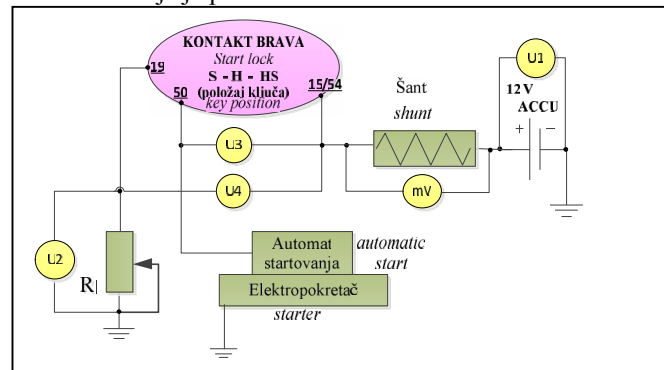 KONTAKT BRAVA
Start lock
S - H - HS
(položaj ključa)
key position
19
50
15/54
U1
12V
ACCU
+ −
Šant
shunt
U3
U4
mV
U2
R
Automat
startovanja
automatic
start
Elektropokretač
starter